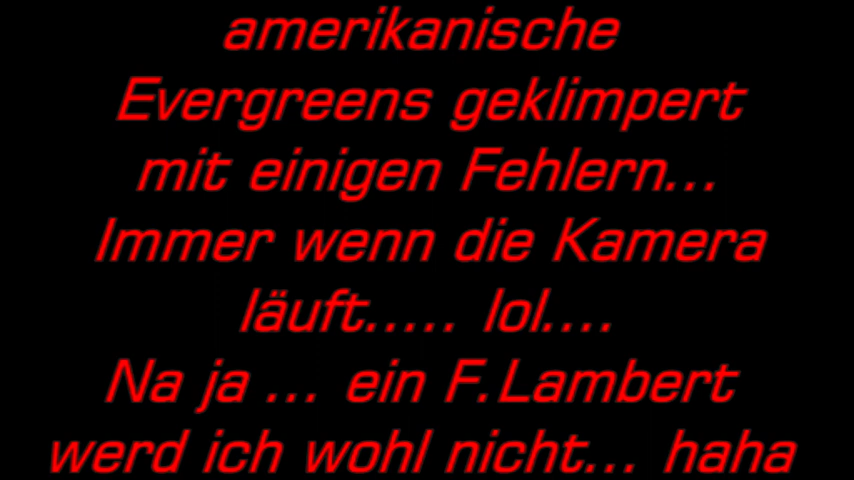 amerikanische
Evergreens geklimpert
mit einigen Fehlern...
Immer wenn die Kamera
läuft..... lol....
Na ja ... ein F.Lambert
werd ich wohl nicht... haha